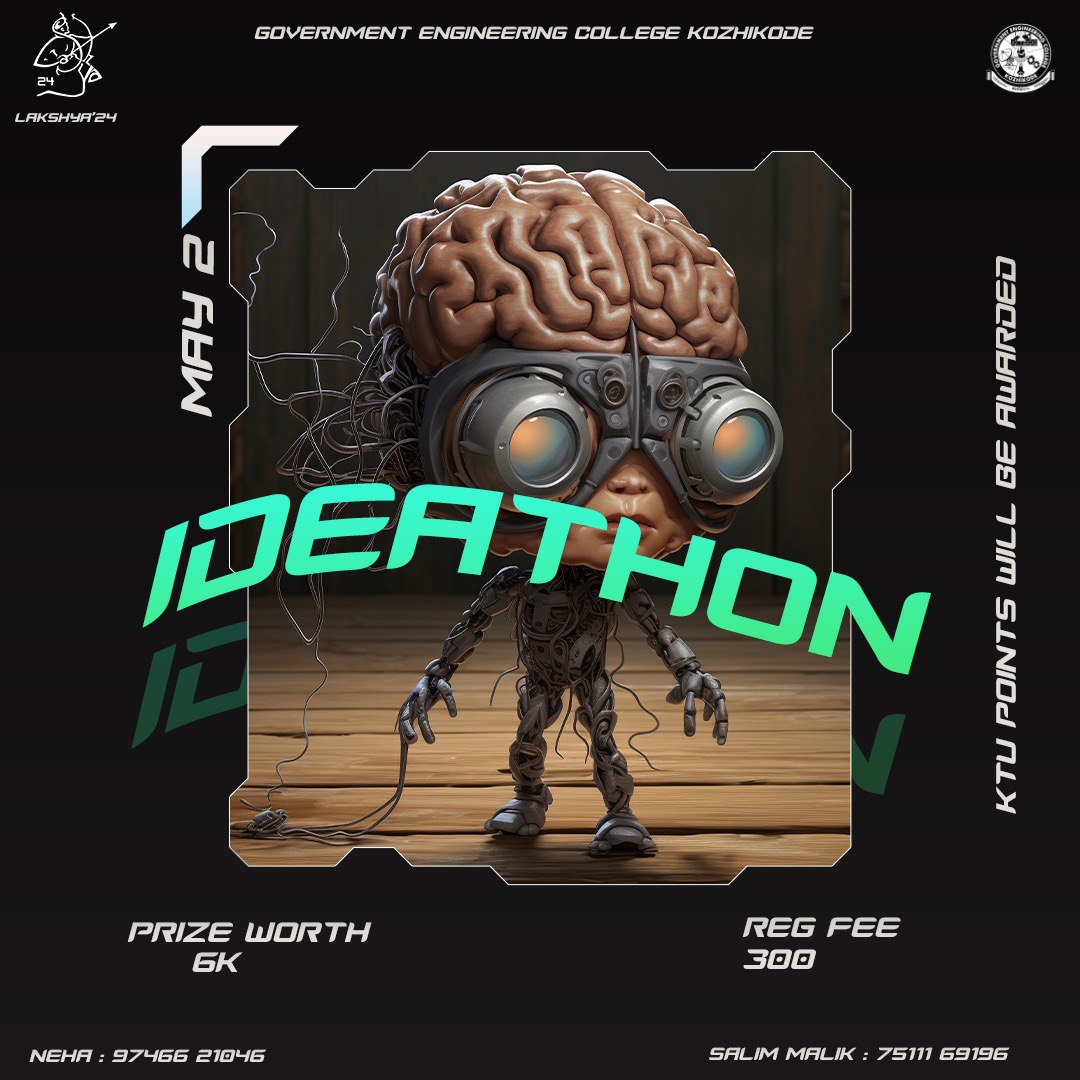 GOVERNMENT ENGINEERING COLLEGE KOZHIKODE
24
LAKSHYA'24
MAY 2
IDEATHON
KTU POINTS WILL BE AWARDED
PRIZE WORTH
6K
REG FEE
300
NEHA : 97466 21046
SALIM MALIK : 75111 69196